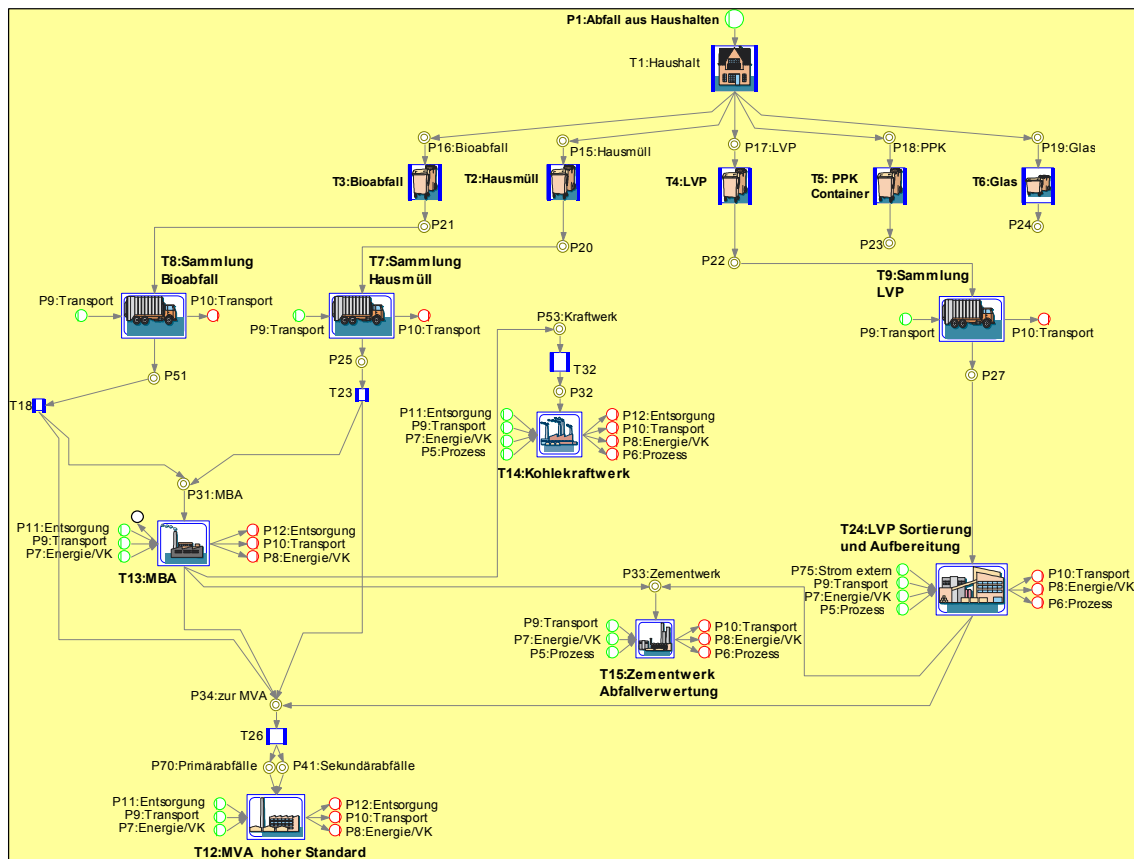 P1:Abfall aus Haushalten
T1:Haushalt
P16:Bioabfall
P15:Hausmüll
P17:LVP
P18:PPK
P19:Glas
T3:Bioabfall
T2:Hausmüll
T4:LVP
T5: PPK
Container
T6:Glas
P21
P20
P22
P23
P24
T8:Sammlung
Bioabfall
T7:Sammlung
Hausmüll
T9:Sammlung
LVP
P9:Transport
P10:Transport
P9:Transport
P10:Transport
P9:Transport
P10:Transport
P53:Kraftwerk
P51
P25
T32
P27
T18
T23
P32
P11:Entsorgung
P9:Transport
P7:Energie/VK
P5:Prozess
P12:Entsorgung
P10:Transport
P8:Energie/VK
P6:Prozess
T14:Kohlekraftwerk
P31:MBA
P11:Entsorgung
P9:Transport
P7:Energie/VK
P12:Entsorgung
P10:Transport
P8:Energie/VK
T13:MBA
T24:LVP Sortierung
und Aufbereitung
P75:Strom extern
P9:Transport
P7:Energie/VK
P5:Prozess
P10:Transport
P8:Energie/VK
P6:Prozess
P33:Zementwerk
P9:Transport
P7:Energie/VK
P5:Prozess
P10:Transport
P8:Energie/VK
P6:Prozess
T15:Zementwerk
Abfallverwertung
P34:zur MVA
T26
P70:Primärabfälle
P41:Sekundärabfälle
P11:Entsorgung
P9:Transport
P7:Energie/VK
P12:Entsorgung
P10:Transport
P8:Energie/VK
T12:MVA hoher Standard